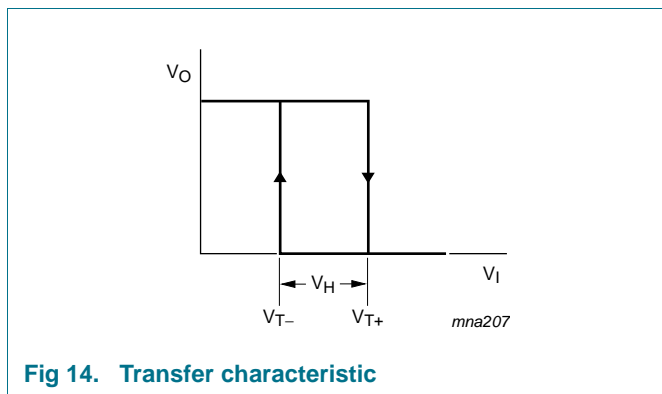 VO
VH
VI
VT− VT+
mna207
Fig 14. Transfer characteristic